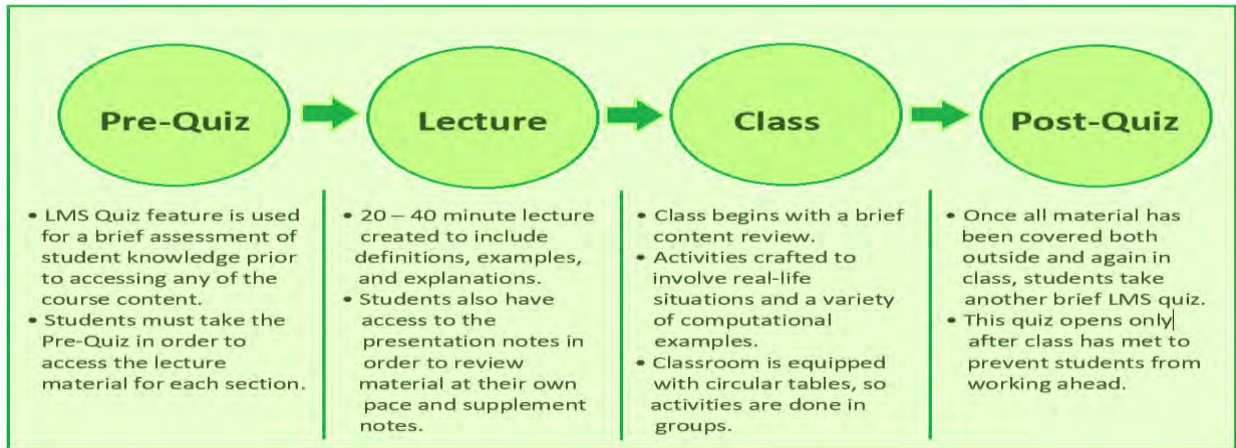 Pre-Quiz
Lecture
Class
Post-Quiz
• LMS Quiz feature is used
for a brief assessment of
student knowledge prior
to accessing any of the
course content.
• Students must take the
Pre-Quiz in order to
access the lecture
material for each section.
• 20 – 40 minute lecture
created to include
definitions, examples,
and explanations.
• Students also have
access to the
presentation notes in
order to review
material at their own
pace and supplement
notes.
• Class begins with a brief
content review.
• Activities crafted to
involve real-life
situations and a variety
of computational
examples.
• Classroom is equipped
with circular tables, so
activities are done in
groups.
• Once all material has
been covered both
outside and again in
class, students take
another brief LMS quiz.
• This quiz opens only
after class has met to
prevent students from
working ahead.